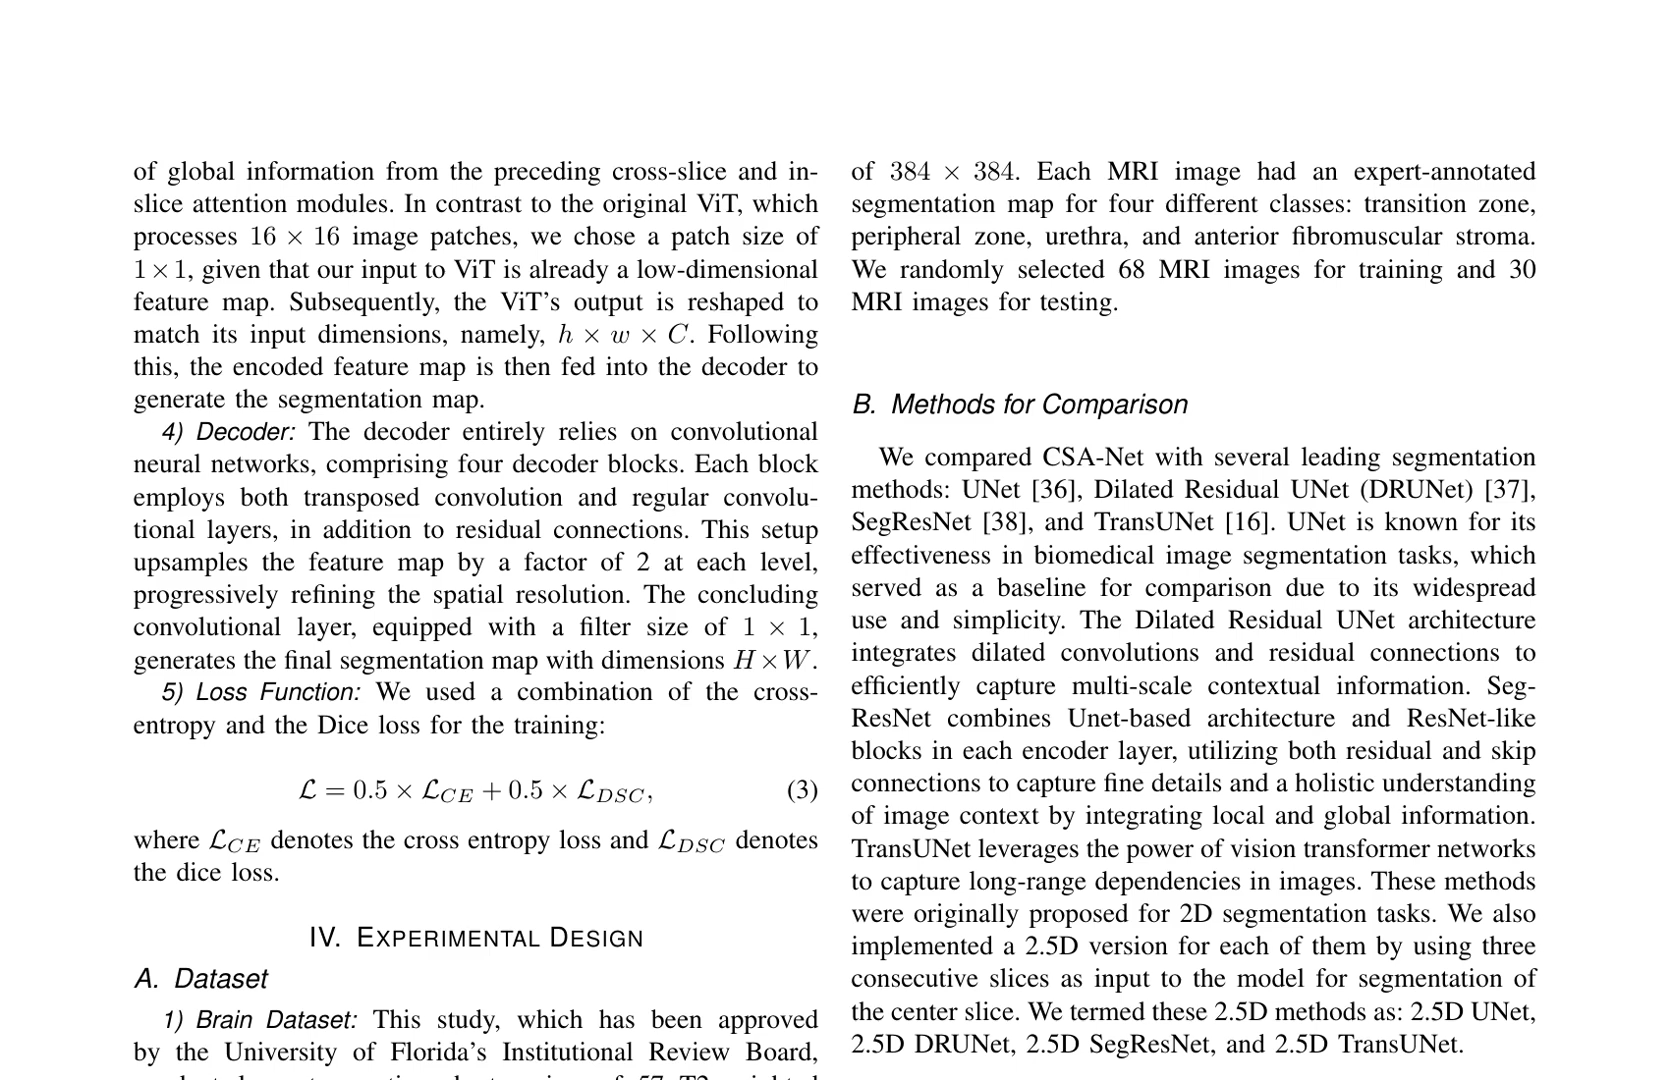 of global information from the preceding cross-slice and in-
slice attention modules. In contrast to the original ViT, which
processes 16 × 16 image patches, we chose a patch size of
1 × 1, given that our input to ViT is already a low-dimensional
feature map. Subsequently, the ViT's output is reshaped to
match its input dimensions, namely, h × w × C. Following
this, the encoded feature map is then fed into the decoder to
generate the segmentation map.
4) Decoder: The decoder entirely relies on convolutional
neural networks, comprising four decoder blocks. Each block
employs both transposed convolution and regular convolu-
tional layers, in addition to residual connections. This setup
upsamples the feature map by a factor of 2 at each level,
progressively refining the spatial resolution. The concluding
convolutional layer, equipped with a filter size of 1 × 1,
generates the final segmentation map with dimensions H × W.
5) Loss Function: We used a combination of the cross-
entropy and the Dice loss for the training:
ℒ = 0.5 × ℒ_CE + 0.5 × ℒ_DSC, (3)
where ℒ_CE denotes the cross entropy loss and ℒ_DSC denotes
the dice loss.
IV. EXPERIMENTAL DESIGN
A. Dataset
1) Brain Dataset: This study, which has been approved
by the University of Florida's Institutional Review Board,
of 384 × 384. Each MRI image had an expert-annotated
segmentation map for four different classes: transition zone,
peripheral zone, urethra, and anterior fibromuscular stroma.
We randomly selected 68 MRI images for training and 30
MRI images for testing.
B. Methods for Comparison
We compared CSA-Net with several leading segmentation
methods: UNet [36], Dilated Residual UNet (DRUNet) [37],
SegResNet [38], and TransUNet [16]. UNet is known for its
effectiveness in biomedical image segmentation tasks, which
served as a baseline for comparison due to its widespread
use and simplicity. The Dilated Residual UNet architecture
integrates dilated convolutions and residual connections to
efficiently capture multi-scale contextual information. Seg-
ResNet combines Unet-based architecture and ResNet-like
blocks in each encoder layer, utilizing both residual and skip
connections to capture fine details and a holistic understanding
of image context by integrating local and global information.
TransUNet leverages the power of vision transformer networks
to capture long-range dependencies in images. These methods
were originally proposed for 2D segmentation tasks. We also
implemented a 2.5D version for each of them by using three
consecutive slices as input to the model for segmentation of
the center slice. We termed these 2.5D methods as: 2.5D UNet,
2.5D DRUNet, 2.5D SegResNet, and 2.5D TransUNet.